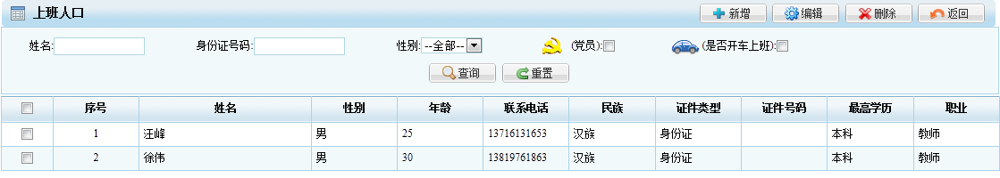 上班人口 新增 编辑 删除 返回
姓名: 身份证号码: 性别: --全部-- (党员): (是否开车上班):
查询 重置
序号 姓名 性别 年龄 联系电话 民族 证件类型 证件号码 最高学历 职业
1 汪峰 男 25 13716131653 汉族 身份证 本科 教师
2 徐伟 男 30 13819761863 汉族 身份证 本科 教师